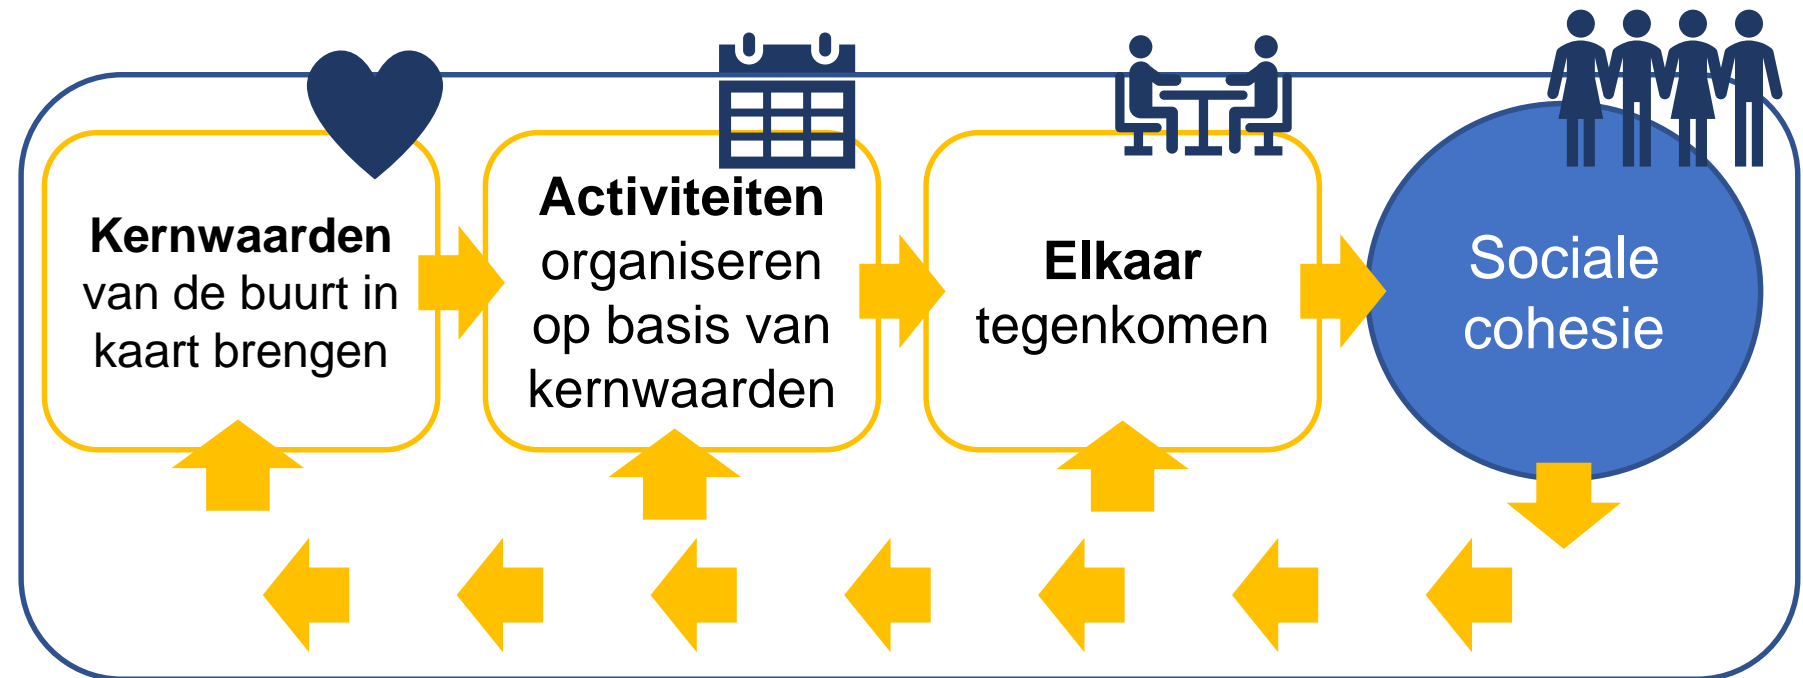 Kernwaarden
van de buurt in
kaart brengen
Activiteiten
organiseren
op basis van
kernwaarden
Elkaar
tegenkomen
Sociale
cohesie